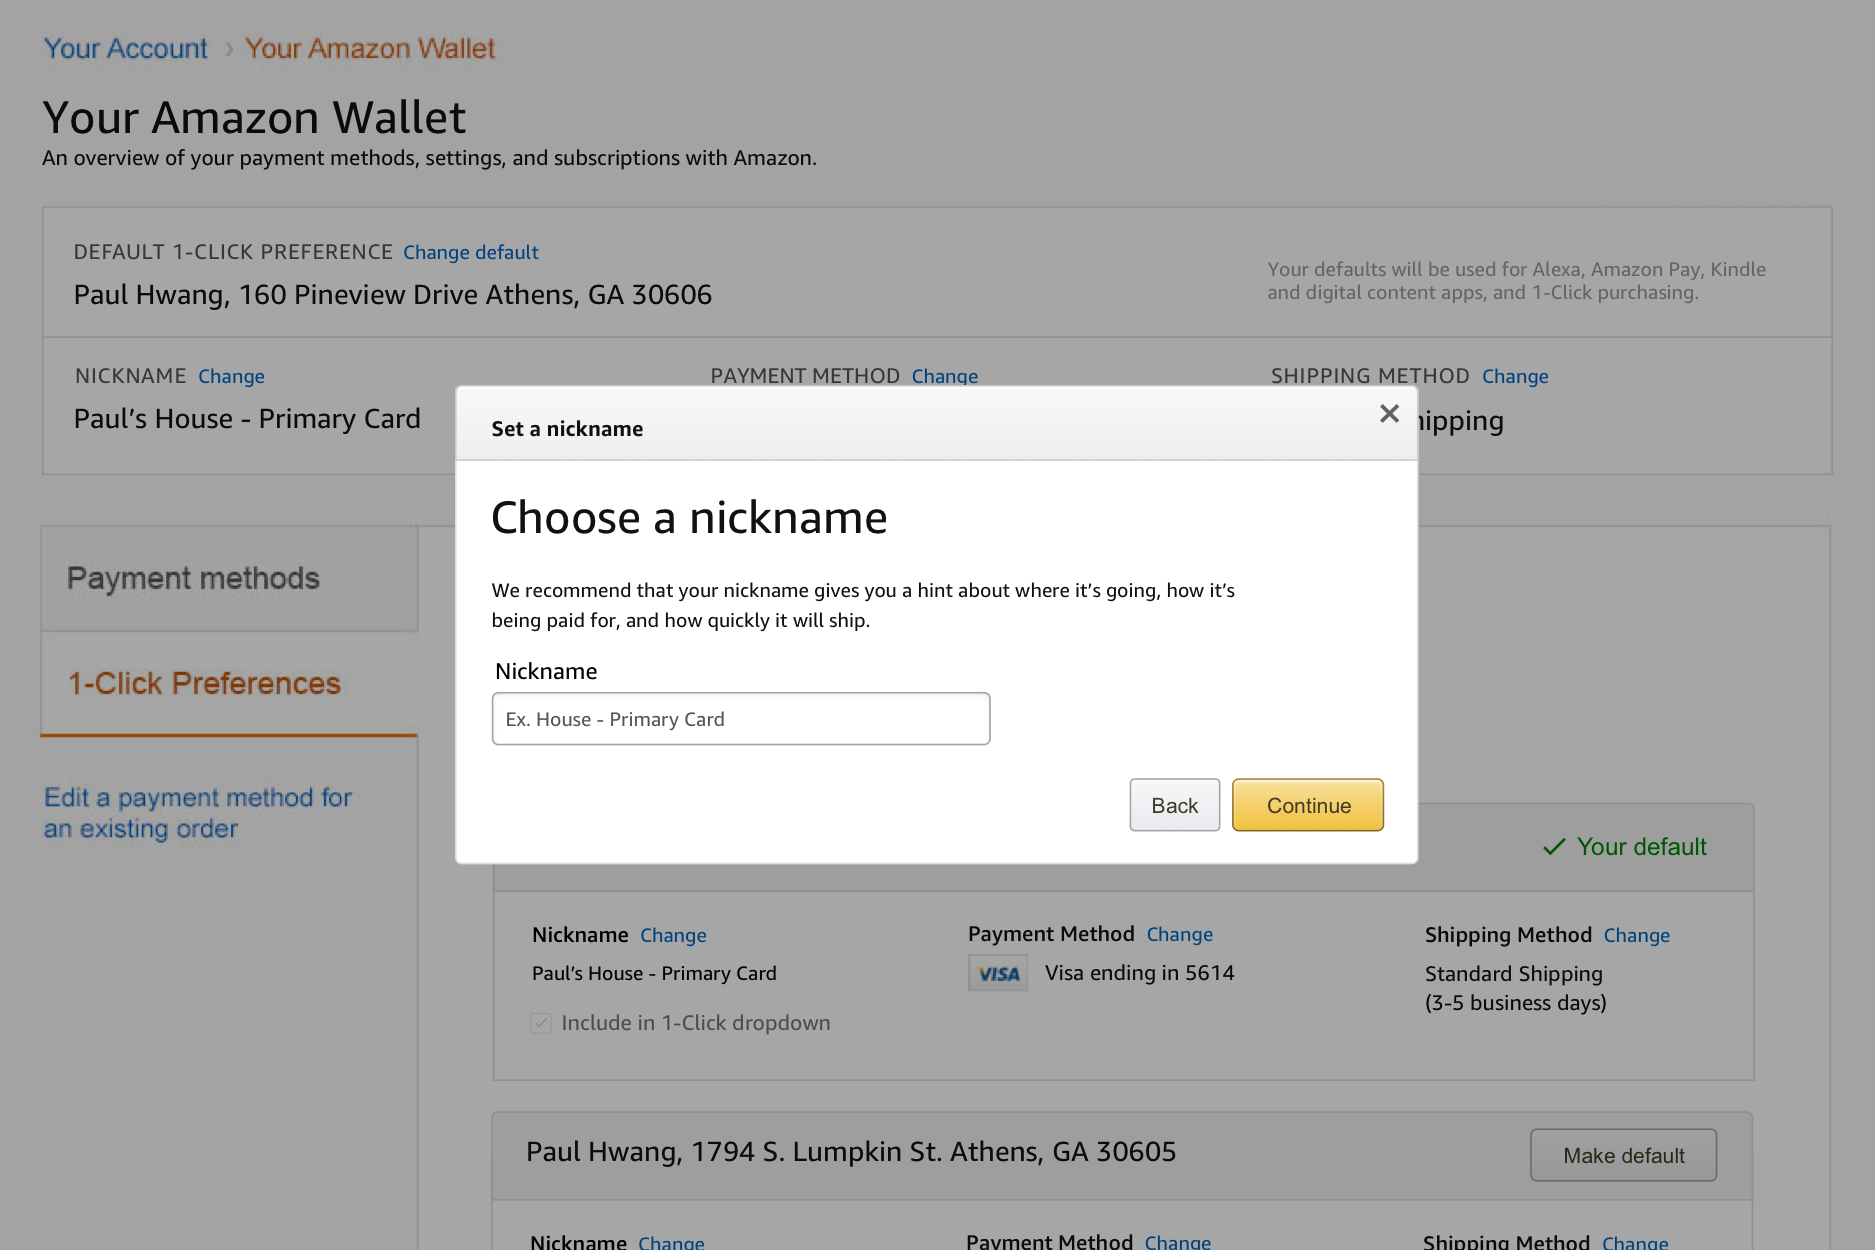 Your Account › Your Amazon Wallet
Your Amazon Wallet
An overview of your payment methods, settings, and subscriptions with Amazon.
DEFAULT 1-CLICK PREFERENCE Change default
Paul Hwang, 160 Pineview Drive Athens, GA 30606
Your defaults will be used for Alexa, Amazon Pay, Kindle
and digital content apps, and 1-Click purchasing.
NICKNAME Change
Paul’s House - Primary Card
PAYMENT METHOD Change
SHIPPING METHOD Change
hipping
Set a nickname
Choose a nickname
We recommend that your nickname gives you a hint about where it’s going, how it’s
being paid for, and how quickly it will ship.
Nickname
Ex. House - Primary Card
Back
Continue
Payment methods
1-Click Preferences
Edit a payment method for
an existing order
Your default
Nickname Change
Paul’s House - Primary Card
Include in 1-Click dropdown
Payment Method Change
VISA Visa ending in 5614
Shipping Method Change
Standard Shipping
(3-5 business days)
Paul Hwang, 1794 S. Lumpkin St. Athens, GA 30605
Make default
Nickname Change
Payment Method Change
Shipping Method Change